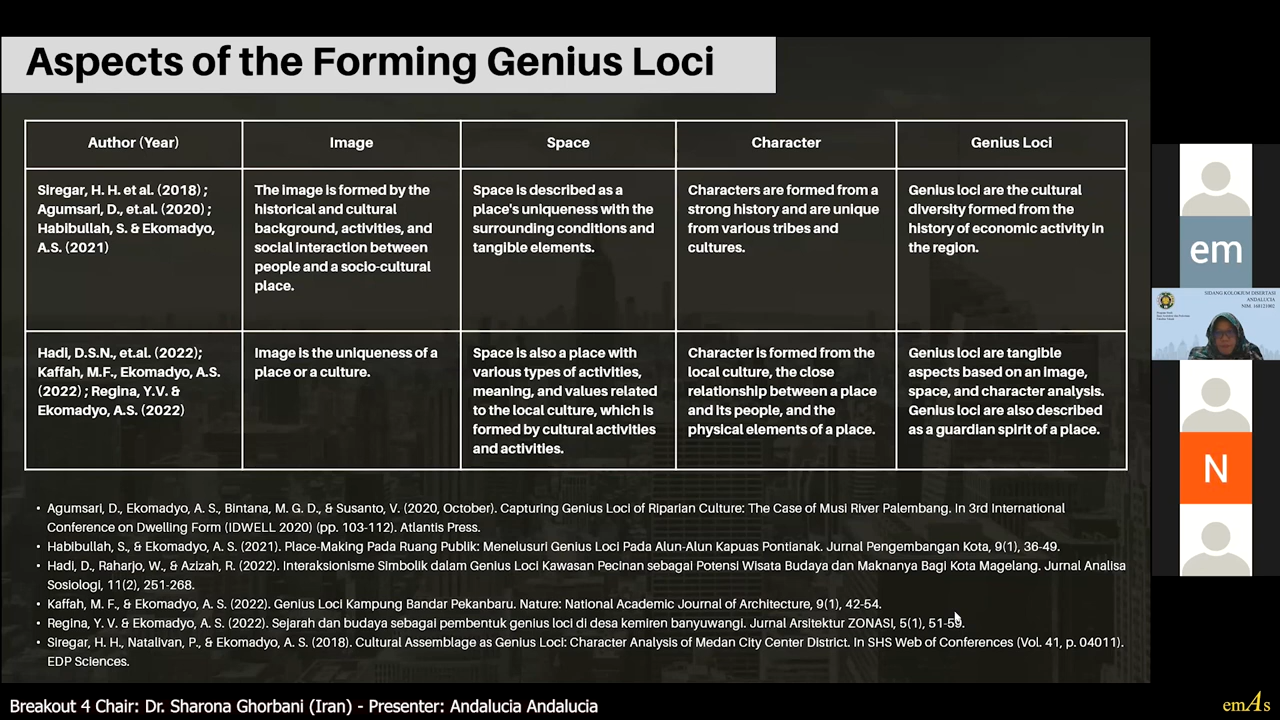 Aspects of the Forming Genius Loci
Author (Year)
Image
Space
Character
Genius Loci
Siregar, H. H. et al. (2018) ;
Agumsari, D., et.al. (2020) ;
Habibullah, S. & Ekomadyo,
A.S. (2021)
The image is formed by the
historical and cultural
background, activities, and
social interaction between
people and a socio-cultural
place.
Space is described as a
place's uniqueness with the
surrounding conditions and
tangible elements.
Characters are formed from a
strong history and are unique
from various tribes and
cultures.
Genius loci are the cultural
diversity formed from the
history of economic activity in
the region.
Hadi, D.S.N., et.al. (2022);
Kaffah, M.F., Ekomadyo, A.S.
(2022) ; Regina, Y.V. &
Ekomadyo, A.S. (2022)
Image is the uniqueness of a
place or a culture.
Space is also a place with
various types of activities,
meaning, and values related
to the local culture, which is
formed by cultural activities
and activities.
Character is formed from the
local culture, the close
relationship between a place
and its people, and the
physical elements of a place.
Genius loci are tangible
aspects based on an image,
space, and character analysis.
Genius loci are also described
as a guardian spirit of a place.
• Agumsari, D., Ekomadyo, A. S., Bintana, M. G. D., & Susanto, V. (2020, October). Capturing Genius Loci of Riparian Culture: The Case of Musi River Palembang. In 3rd International
Conference on Dwelling Form (IDWELL 2020) (pp. 103-112). Atlantis Press.
• Habibullah, S., & Ekomadyo, A. S. (2021). Place-Making Pada Ruang Publik: Menelusuri Genius Loci Pada Alun-Alun Kapuas Pontianak. Jurnal Pengembangan Kota, 9(1), 36-49.
• Hadi, D., Raharjo, W., & Azizah, R. (2022). Interaksionisme Simbolik dalam Genius Loci Kawasan Pecinan sebagai Potensi Wisata Budaya dan Maknanya Bagi Kota Magelang. Jurnal Analisa
Sosiologi, 11(2), 251-268.
• Kaffah, M. F., & Ekomadyo, A. S. (2022). Genius Loci Kampung Bandar Pekanbaru. Nature: National Academic Journal of Architecture, 9(1), 42-54.
• Regina, Y. V. & Ekomadyo, A. S. (2022). Sejarah dan budaya sebagai pembentuk genius loci di desa kemiren banyuwangi. Jurnal Arsitektur ZONASI, 5(1), 51-59.
• Siregar, H. H., Natalivan, P., & Ekomadyo, A. S. (2018). Cultural Assemblage as Genius Loci: Character Analysis of Medan City Center District. In SHS Web of Conferences (Vol. 41, p. 04011).
EDP Sciences.
em
SIDANG KOLOKIUM DISERTASI
ANDALUCIA
N
Breakout 4 Chair: Dr. Sharona Ghorbani (Iran) - Presenter: Andalucia Andalucia
emAs